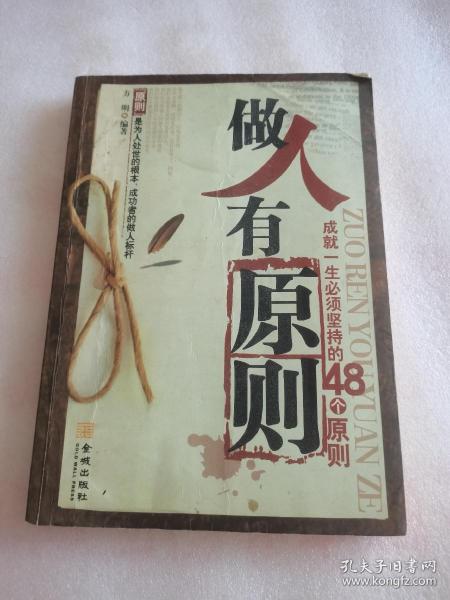 做人有原则
成就一生必须坚持的48个原则
ZUO REN YOU YUAN ZE
方明◎编著
【原则】是为人处世的根本，成功者的做人标杆
金城出版社
GOLD WALL PRESS
孔夫子旧书网
www.kongfz.com